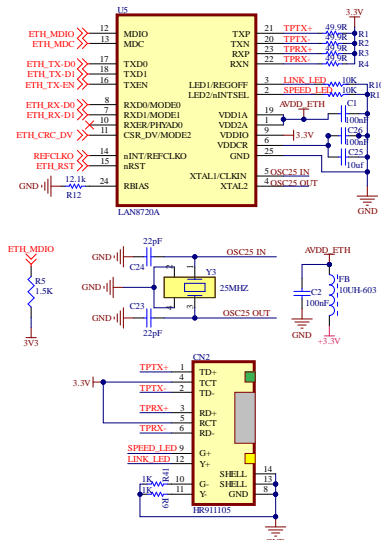 U5
3.3V
ETH_MDIO 12 MDIO TXP 21 TPTX+ 49.9R R1
ETH_MDC 13 MDC TXN 20 TPTX- 49.9R R2
RXP 23 TPRX+ 49.9R R3
ETH_TX-D0 17 TXD0 RXN 22 TPRX- 49.9R R4
ETH_TX-D1 18 TXD1
ETH_TX-EN 16 TXEN LED1/REGOFF 3 LINK_LED 10K
LED2/nINTSEL 2 SPEED_LED 10K
ETH_RX-D0 8 RXD0/MODE0 AVDD_ETH
ETH_RX-D1 7 RXD1/MODE1 VDD1A 19 C1
10 RXER/PHYAD0 VDD2A 1 100nF
ETH_CRC_DV 11 CSR_DV/MODE2 VDDIO 9 3.3V C26
VDDCR 6 100nF
REFCLKO 14 nINT/REFCLKO GND 25 C25
ETH_RST 15 nRST 10uf
XTAL1/CLKIN 5 OSC25 IN
GND 12.1k 24 RBIAS XTAL2 4 OSC25 OUT
R12 GND
LAN8720A
ETH_MDIO
R5
1.5K
3V3
22pF
GND C24 OSC25 IN
2 1 Y3
GND 25MHZ
4 3
GND C23 OSC25 OUT
22pF
AVDD_ETH
C2 FB
100nF 10UH-603
GND +3.3V
CN2
TPTX+ 1 TD+
3.3V 4 TCT
TPTX- 2 TD-
TPRX+ 3 RD+
5 RCT
TPRX- 6 RD-
SPEED_LED 9 G+
LINK_LED 12 Y+
SHELL 14
1K R41 10 G- SHELL 13
1K R9 11 Y- GND 8
HR911105
GND